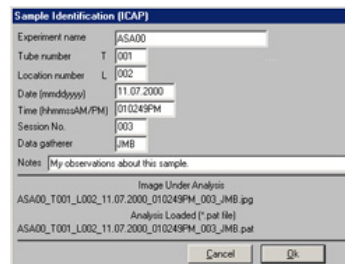 Sample Identification (ICAP)
Experiment name ASA00
Tube number T 001
Location number L 002
Date (mmddyyyy) 11.07.2000
Time (hhmmssAM/PM) 010249PM
Session No. 003
Data gatherer JMB
Notes My observations about this sample.
Image Under Analysis
ASA00_T001_L002_11.07.2000_010249PM_003_JMB.jpg
Analysis Loaded (*.pat file)
ASA00_T001_L002_11.07.2000_010249PM_003_JMB.pat
Cancel Ok